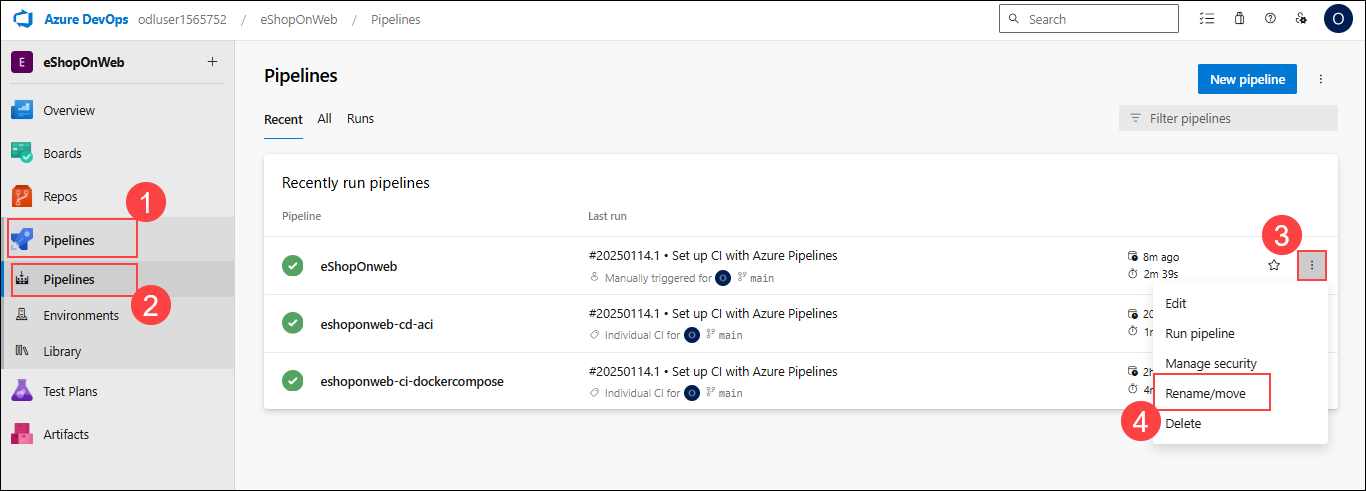 Azure DevOps odluser1565752 / eShopOnWeb / Pipelines Search O
E eShopOnWeb +
Overview
Boards
Repos
1
Pipelines
Pipelines
2
Environments
Library
Test Plans
Artifacts
Pipelines
New pipeline
Recent All Runs
Filter pipelines
Recently run pipelines
Pipeline Last run
3
eShopOnweb #20250114.1 • Set up CI with Azure Pipelines 8m ago
Manually triggered for O main 2m 39s
eshoponweb-cd-aci #20250114.1 • Set up CI with Azure Pipelines
Individual CI for O main
eshoponweb-ci-dockercompose #20250114.1 • Set up CI with Azure Pipelines
Individual CI for O main
Edit
Run pipeline
Manage security
Rename/move
4
Delete